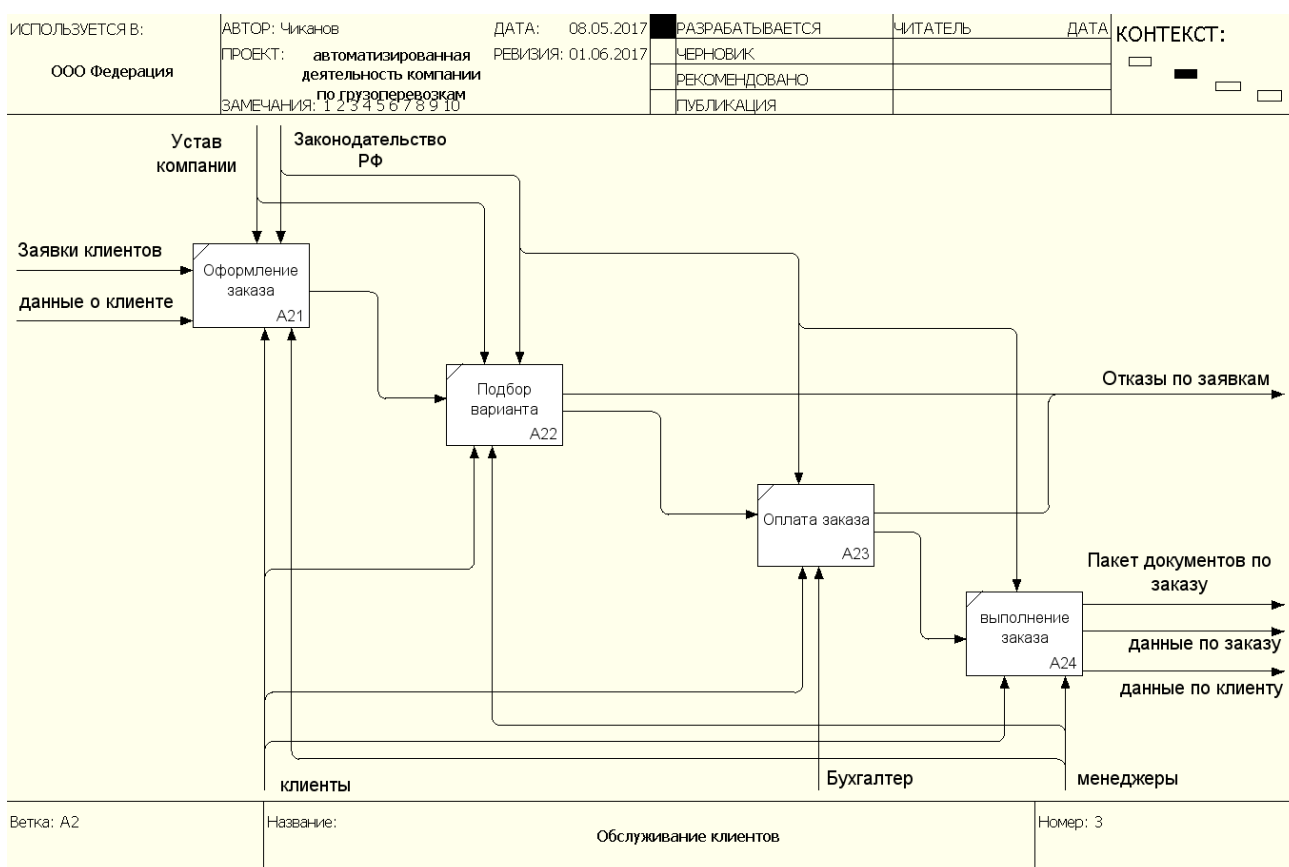 ИСПОЛЬЗУЕТСЯ В:
ООО Федерация
АВТОР: Чиканов
ДАТА: 08.05.2017
ПРОЕКТ: автоматизированная
деятельность компании
по грузоперевозкам
РЕВИЗИЯ: 01.06.2017
ЗАМЕЧАНИЯ: 1 2 3 4 5 6 7 8 9 10
РАЗРАБАТЫВАЕТСЯ
ЧЕРНОВИК
РЕКОМЕНДОВАНО
ПУБЛИКАЦИЯ
ЧИТАТЕЛЬ
ДАТА
КОНТЕКСТ:
Устав
компании
Законодательство
РФ
Заявки клиентов
данные о клиенте
Оформление
заказа
A21
Подбор
варианта
A22
Отказы по заявкам
Оплата заказа
A23
Пакет документов по
заказу
выполнение
заказа
A24
данные по заказу
данные по клиенту
клиенты
Бухгалтер
менеджеры
Ветка: A2
Название:
Обслуживание клиентов
Номер: 3